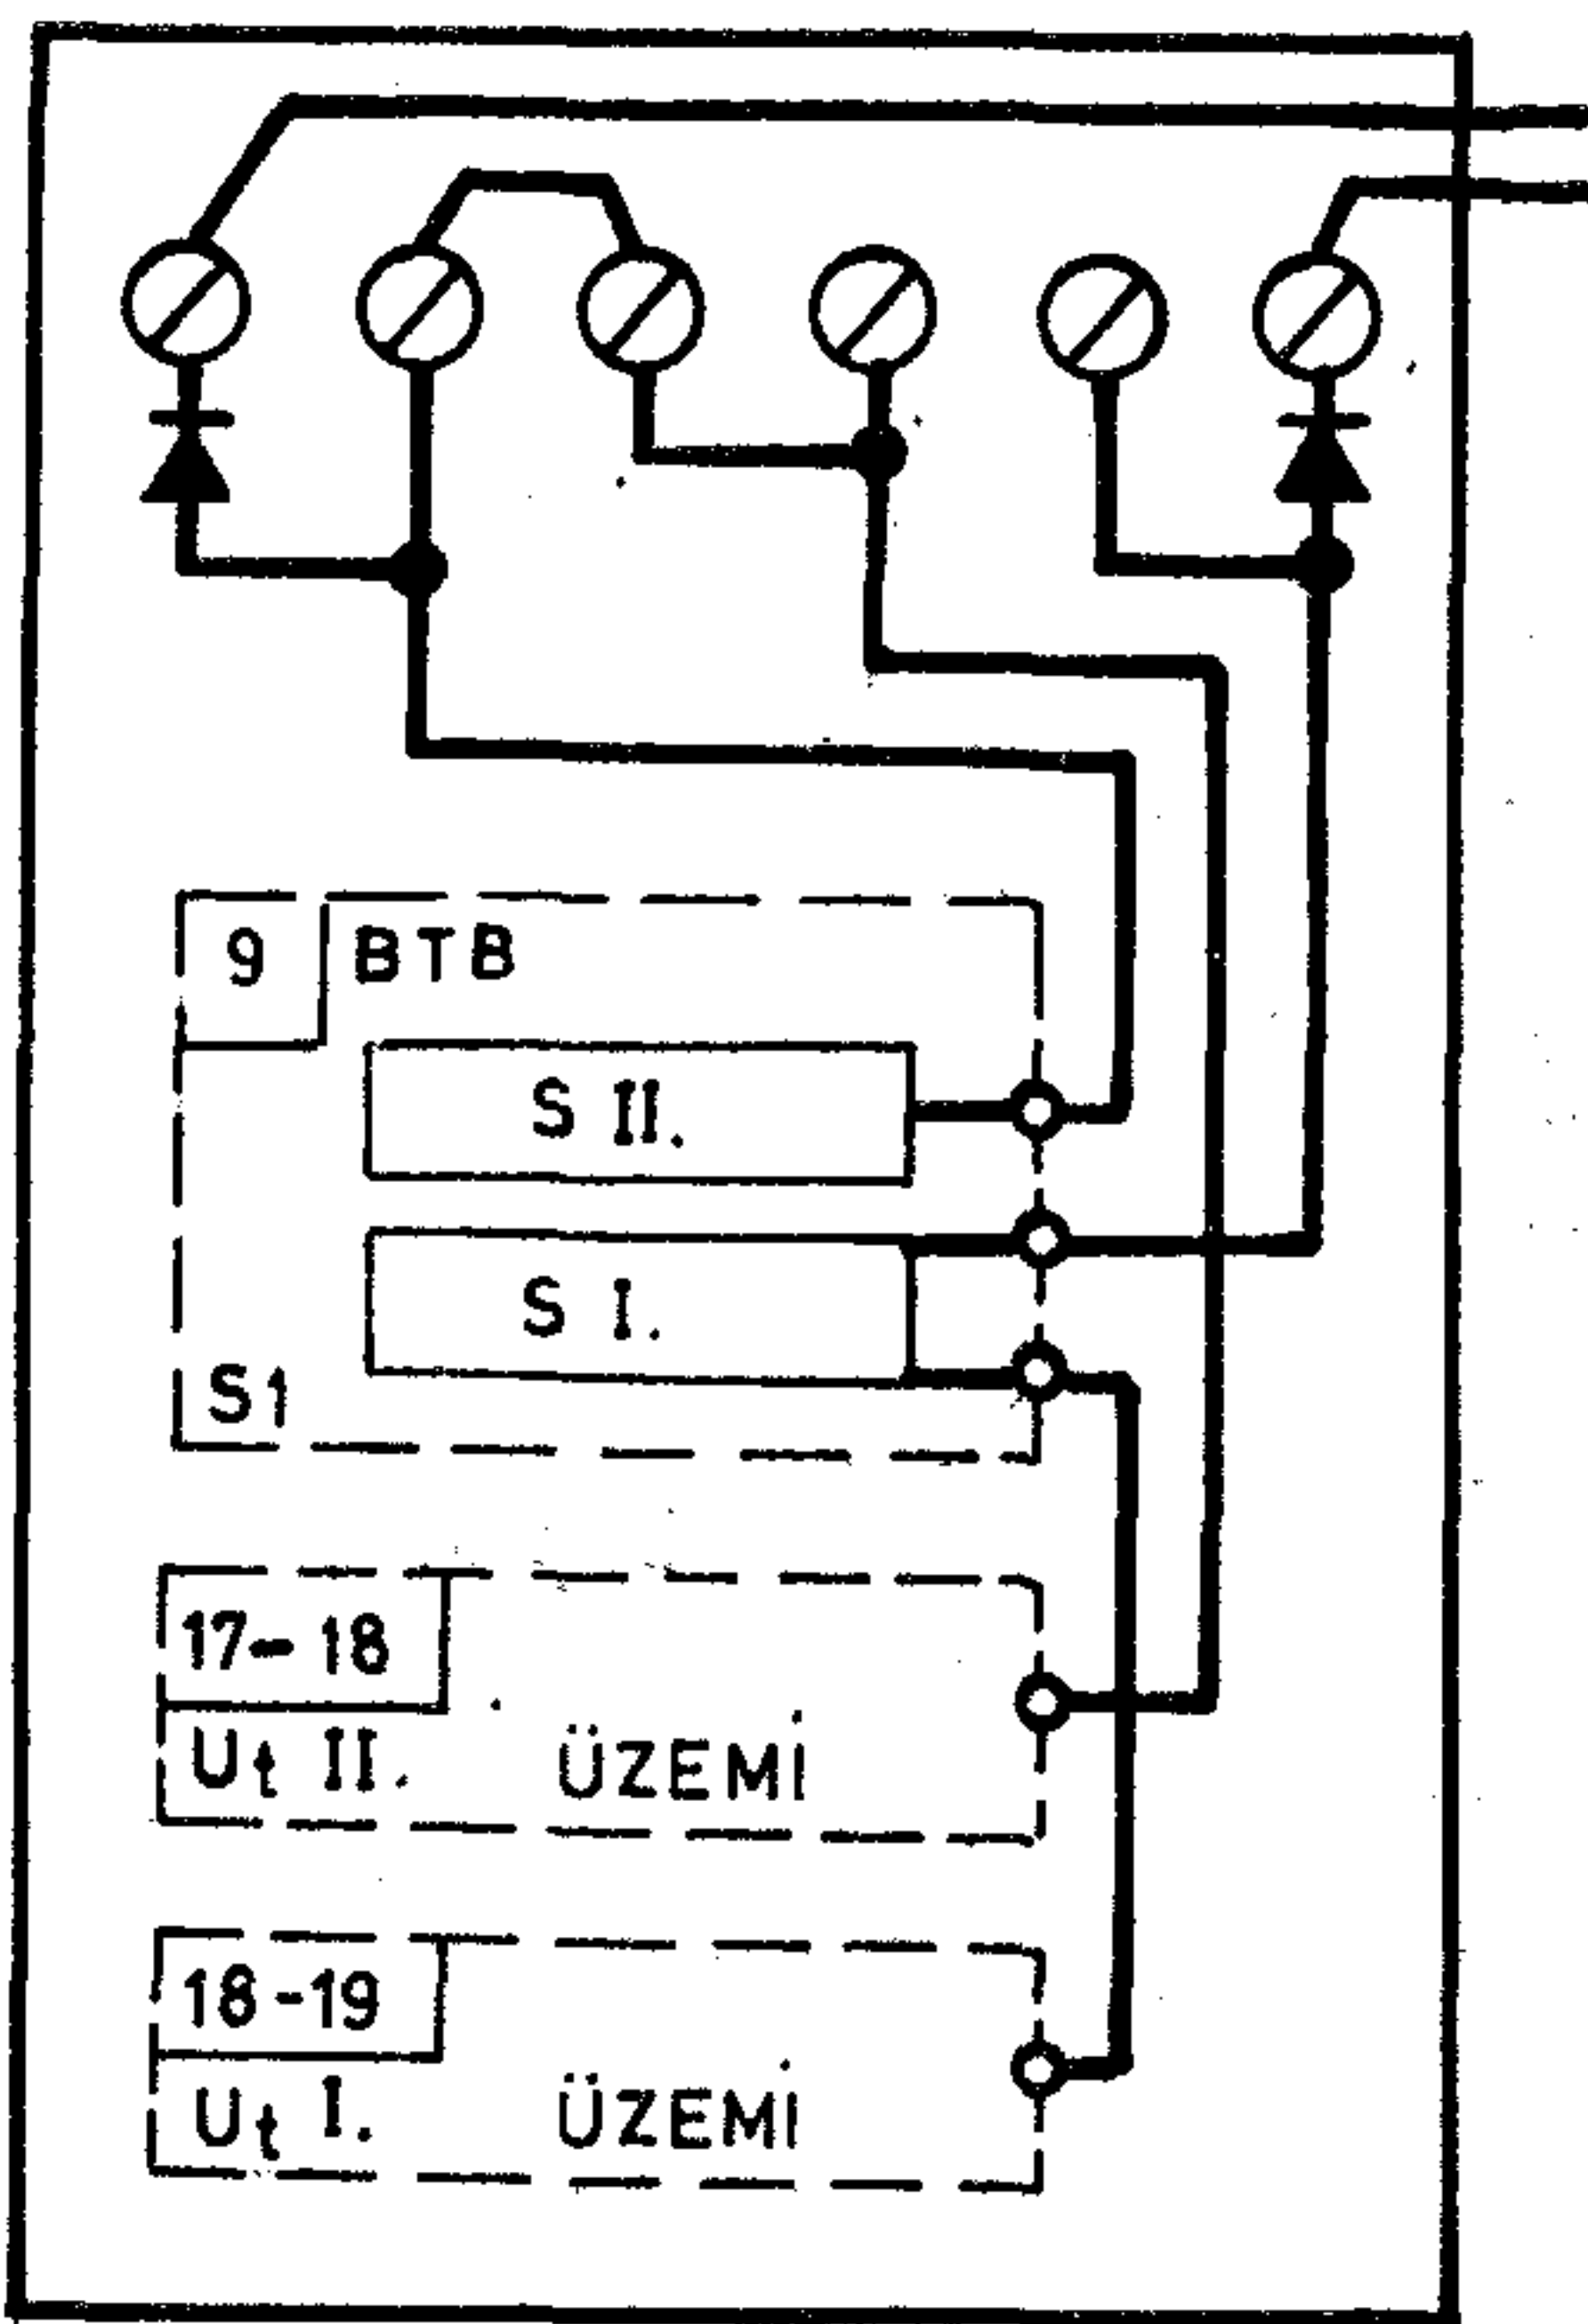 9 BTB
S II.
S I.
S1
17-18
Ut II. ÜZEMİ
18-19
Ut I. ÜZEMİ